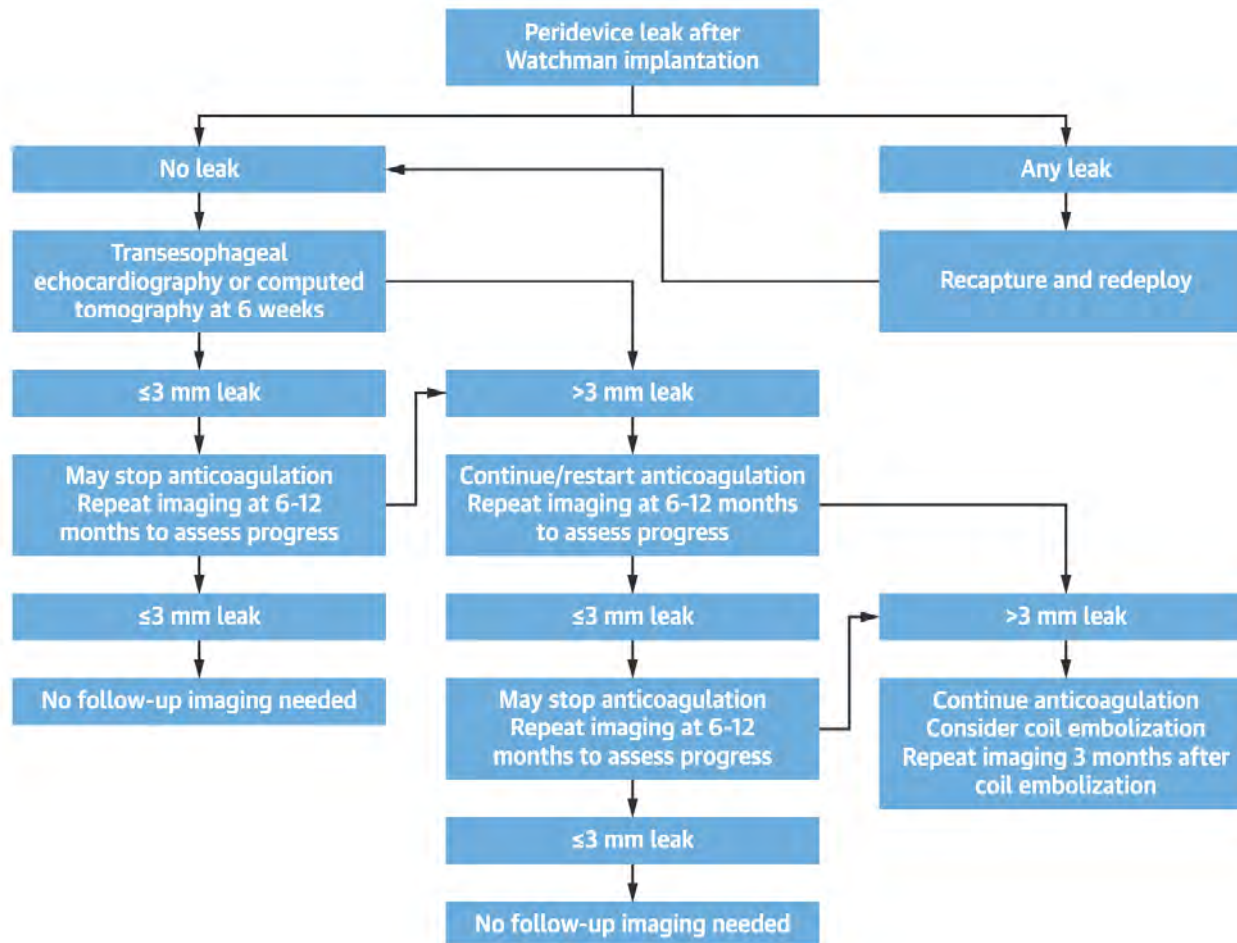 Peridevice leak after
Watchman implantation
No leak
Any leak
Transesophageal
echocardiography or computed
tomography at 6 weeks
Recapture and redeploy
≤3 mm leak
>3 mm leak
May stop anticoagulation
Repeat imaging at 6-12
months to assess progress
Continue/restart anticoagulation
Repeat imaging at 6-12 months
to assess progress
≤3 mm leak
≤3 mm leak
>3 mm leak
No follow-up imaging needed
May stop anticoagulation
Repeat imaging at 6-12
months to assess progress
Continue anticoagulation
Consider coil embolization
Repeat imaging 3 months after
coil embolization
≤3 mm leak
No follow-up imaging needed